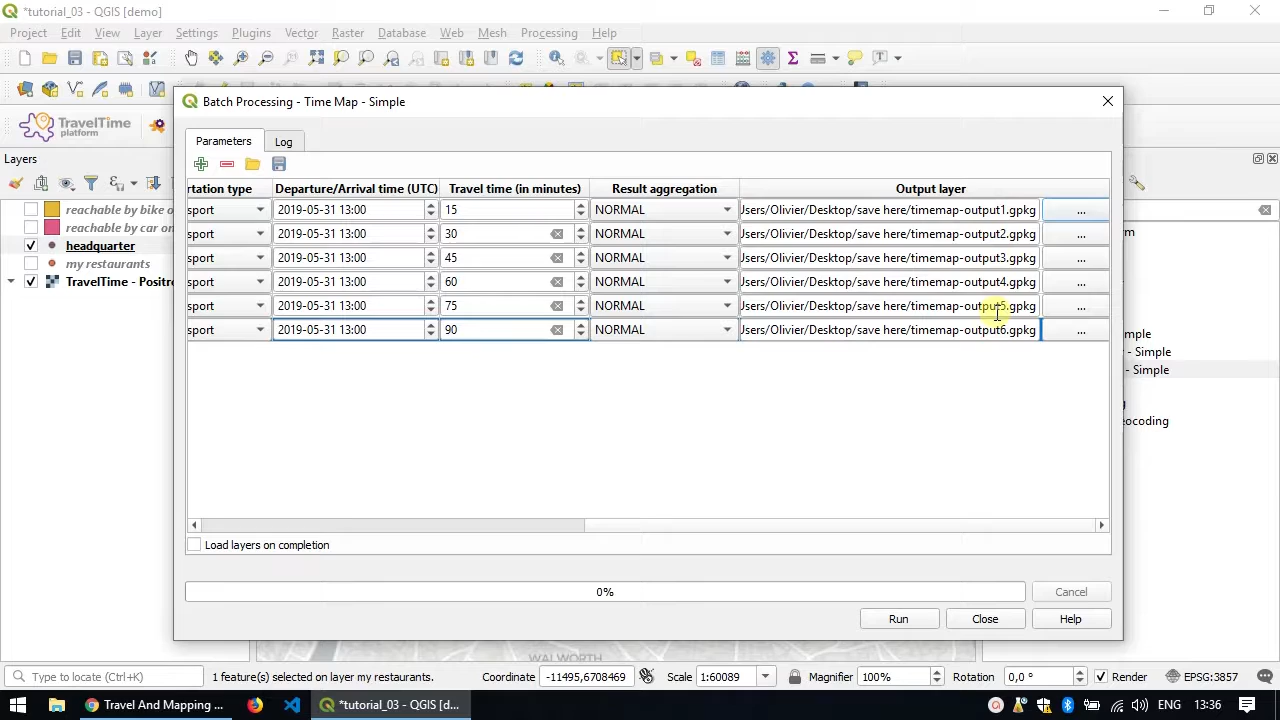 *tutorial_03 - QGIS [demo]
Project Edit View Layer Settings Plugins Vector Raster Database Web Mesh Processing Help
TravelTime
platform
Batch Processing - Time Map - Simple
Parameters Log
Layers
reachable by bike o
reachable by car on
headquarter
my restaurants
TravelTime - Positro
rtation type Departure/Arrival time (UTC) Travel time (in minutes) Result aggregation Output layer
sport 2019-05-31 13:00 15 NORMAL Jsers/Olivier/Desktop/save here/timemap-output1.gpkg ...
sport 2019-05-31 13:00 30 NORMAL Jsers/Olivier/Desktop/save here/timemap-output2.gpkg ...
sport 2019-05-31 13:00 45 NORMAL Jsers/Olivier/Desktop/save here/timemap-output3.gpkg ...
sport 2019-05-31 13:00 60 NORMAL Jsers/Olivier/Desktop/save here/timemap-output4.gpkg ...
sport 2019-05-31 13:00 75 NORMAL Jsers/Olivier/Desktop/save here/timemap-output5.gpkg ...
sport 2019-05-31 13:00 90 NORMAL Jsers/Olivier/Desktop/save here/timemap-output6.gpkg ...
mple
- Simple
- Simple
ocoding
Load layers on completion
0%
Cancel
Run Close Help
WALWORTH
Type to locate (Ctrl+K) 1 feature(s) selected on layer my restaurants. Coordinate -11495,6708469 Scale 1:60089 Magnifier 100% Rotation 0,0 ° Render EPSG:3857
Travel And Mapping ... *tutorial_03 - QGIS [d... ENG 13:36